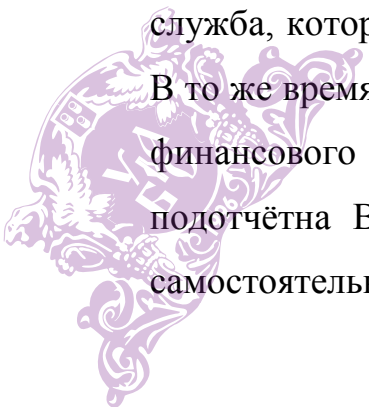 служба, котор
В то же время
финансового
подотчётна В
самостоятельн